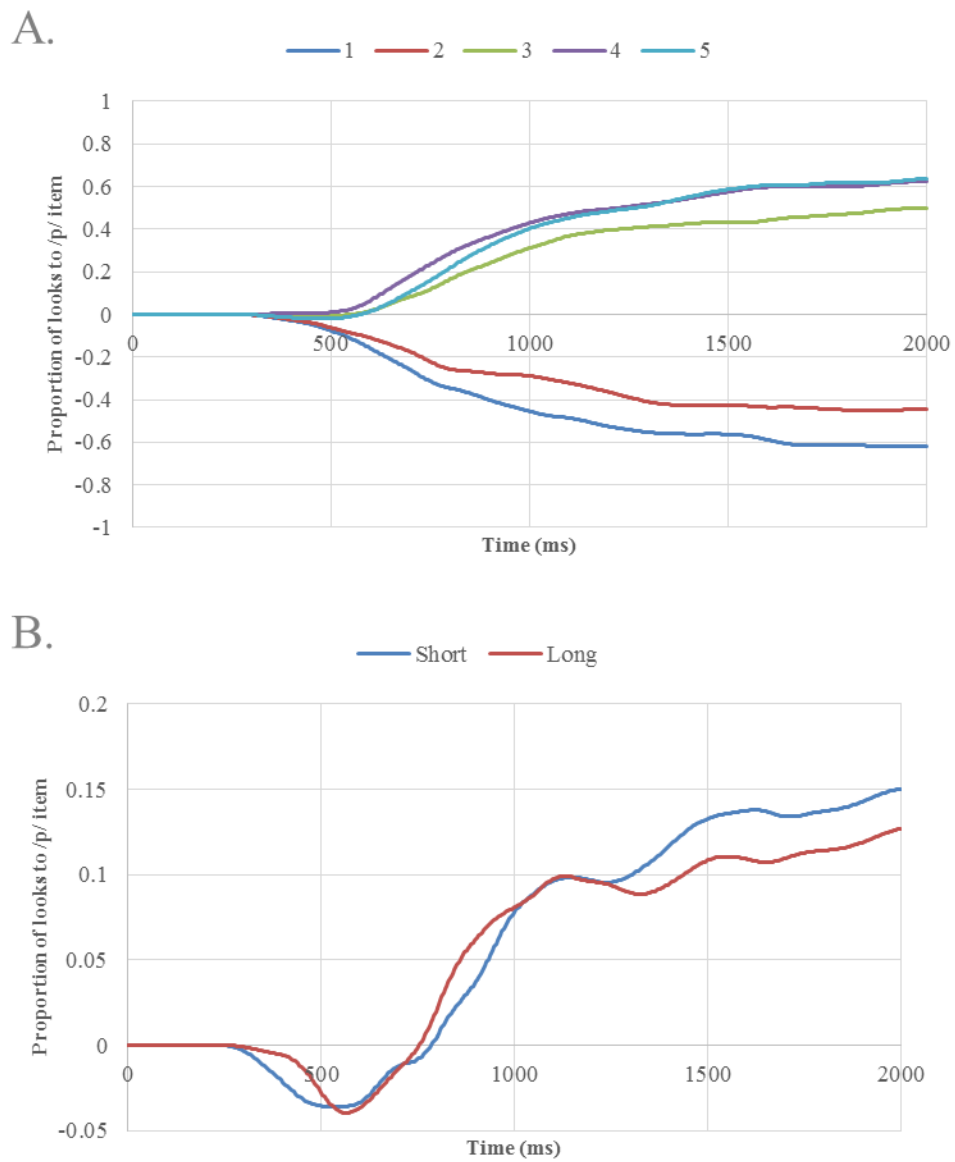 A.
1 2 3 4 5
Proportion of looks to /p/ item
1
0.8
0.6
0.4
0.2
0
-0.2
-0.4
-0.6
-0.8
-1
0 500 1000 1500 2000
Time (ms)
B.
Short Long
Proportion of looks to /p/ item
0.2
0.15
0.1
0.05
0
-0.05
0 500 1000 1500 2000
Time (ms)